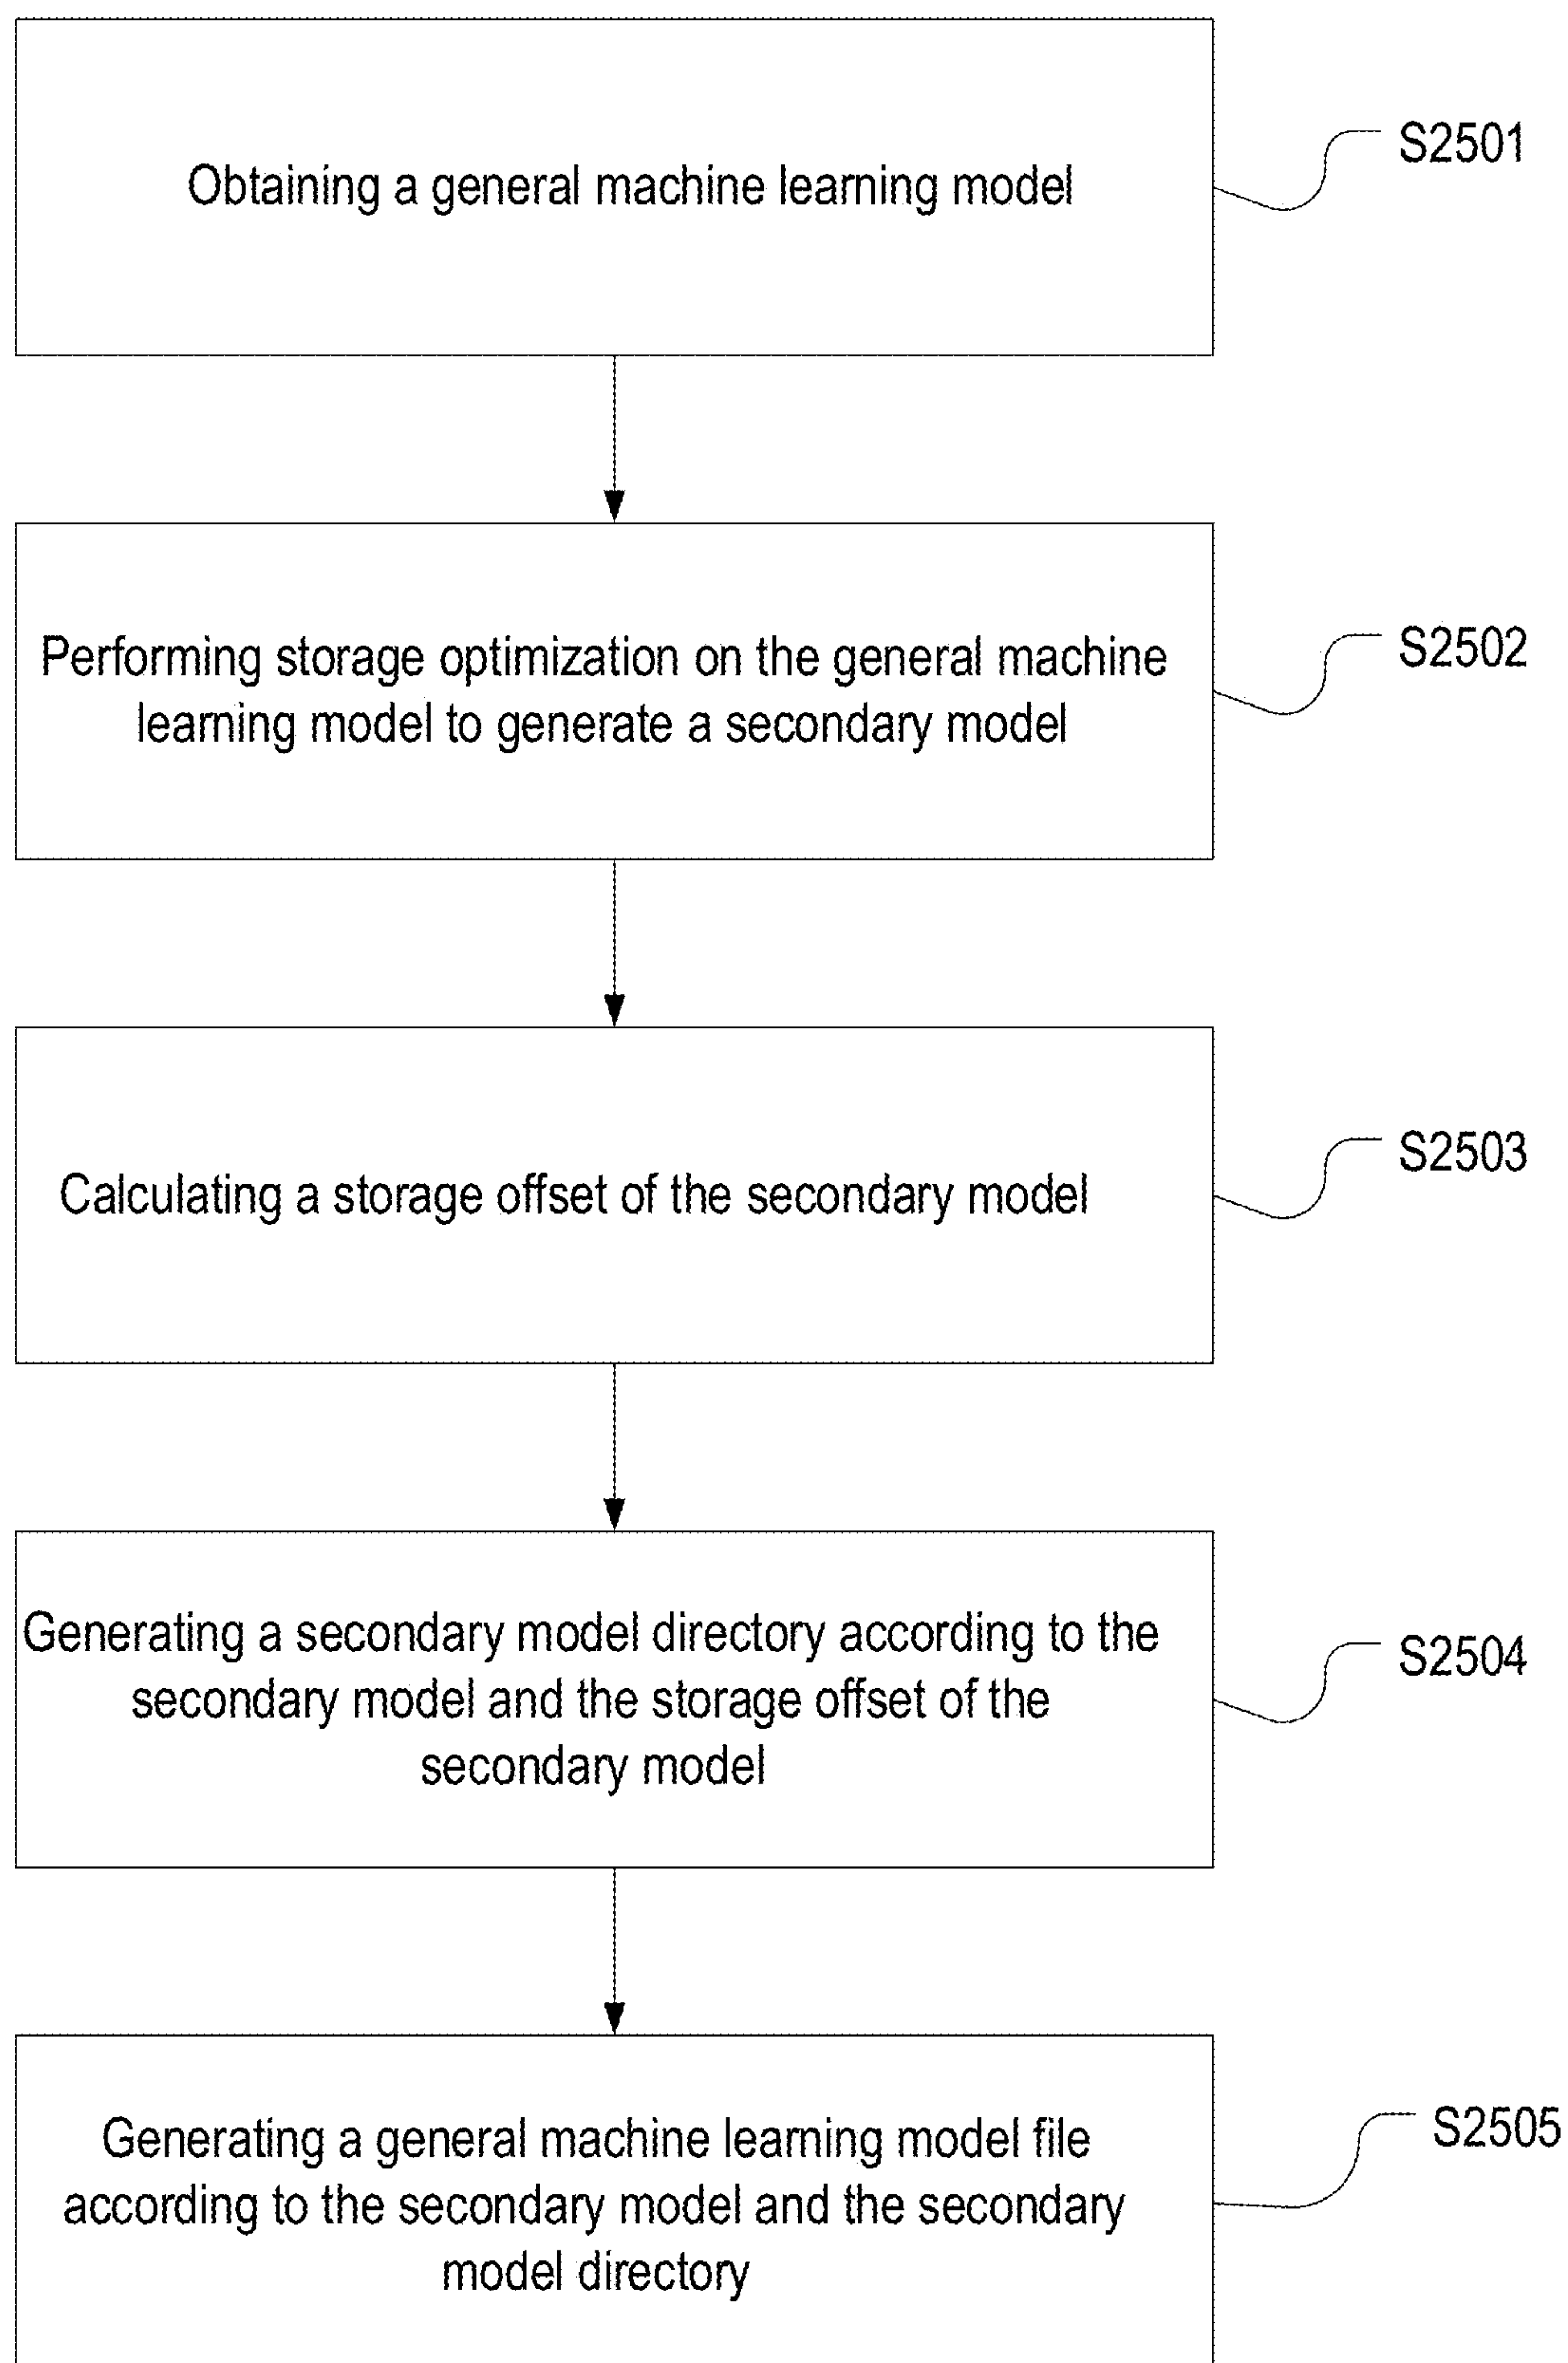 Obtaining a general machine learning model
S2501
Performing storage optimization on the general machine
learning model to generate a secondary model
S2502
Calculating a storage offset of the secondary model
S2503
Generating a secondary model directory according to the
secondary model and the storage offset of the
secondary model
S2504
Generating a general machine learning model file
according to the secondary model and the secondary
model directory
S2505